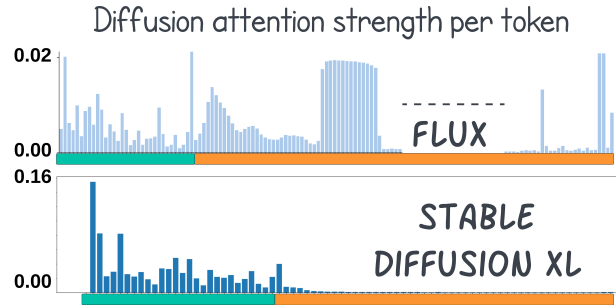 Diffusion attention strength per token
0.02
FLUX
0.00
0.16
STABLE
DIFFUSION XL
0.00